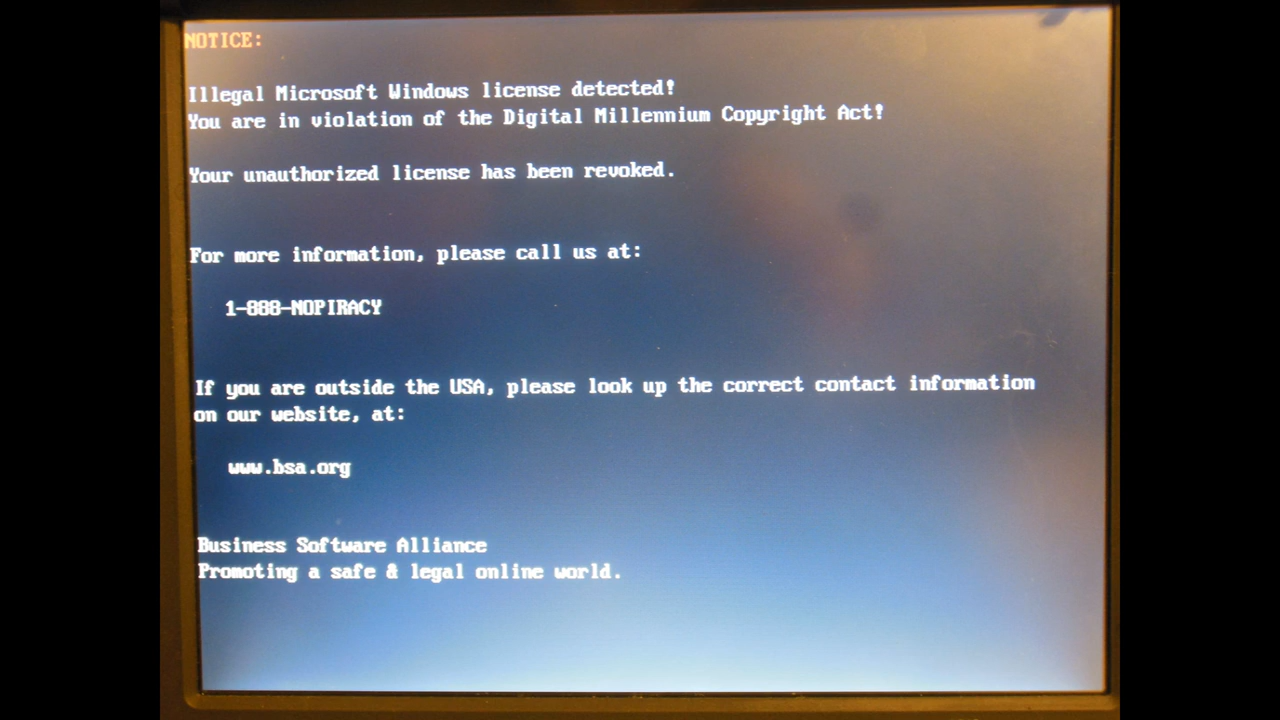 NOTICE:
Illegal Microsoft Windows license detected!
You are in violation of the Digital Millennium Copyright Act!
Your unauthorized license has been revoked.
For more information, please call us at:
1-888-NOPIRACY
If you are outside the USA, please look up the correct contact information
on our website, at:
www.bsa.org
Business Software Alliance
Promoting a safe & legal online world.